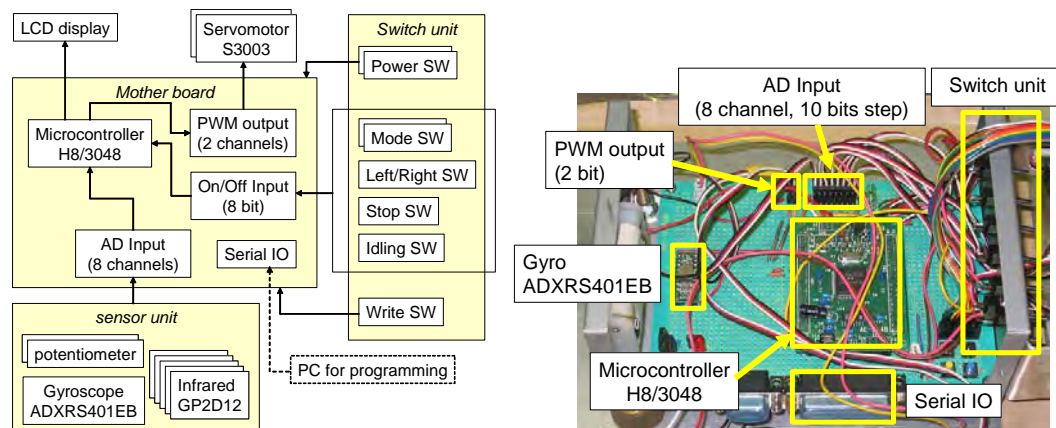 LCD display
Servomotor
S3003
Switch unit
Power SW
Mother board
Microcontroller
H8/3048
PWM output
(2 channels)
On/Off Input
(8 bit)
AD Input
(8 channels)
Serial IO
Mode SW
Left/Right SW
Stop SW
Idling SW
Write SW
sensor unit
potentiometer
Gyroscope
ADXRS401EB
Infrared
GP2D12
PC for programming
AD Input
(8 channel, 10 bits step)
Switch unit
PWM output
(2 bit)
Gyro
ADXRS401EB
Microcontroller
H8/3048
Serial IO